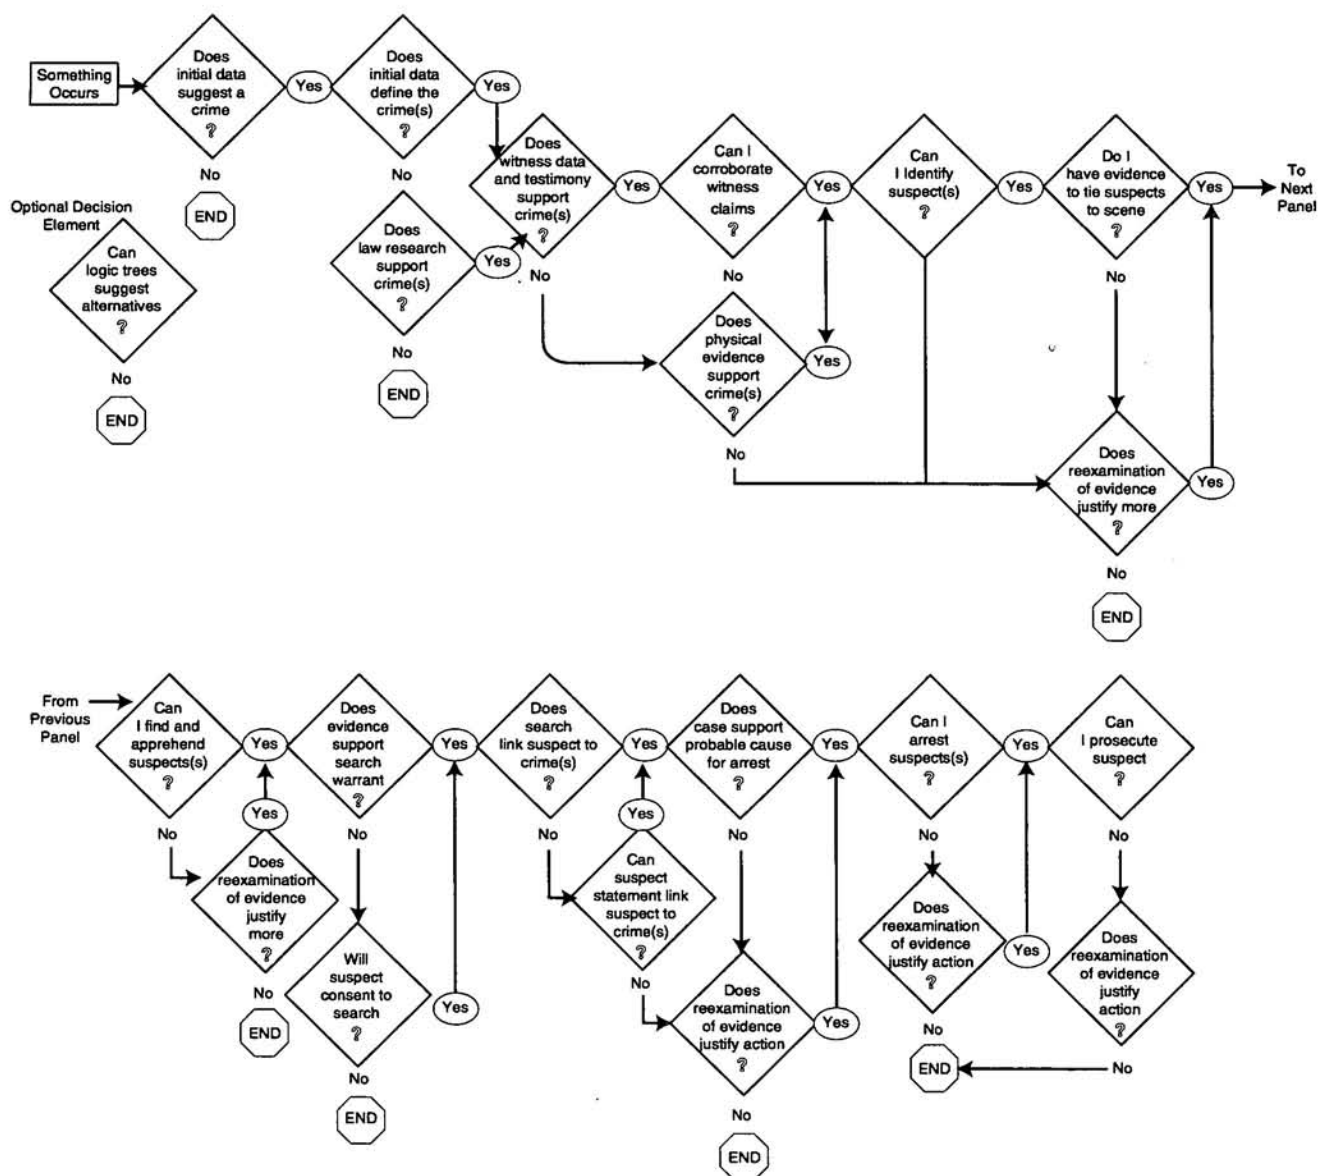 Something
Occurs
Does
initial data
suggest a
crime
?
Yes
No
END
Does
initial data
define the
crime(s)
?
Yes
No
Does
law research
support
crime(s)
?
Yes
No
END
Optional Decision
Element
Can
logic trees
suggest
alternatives
?
No
END
Does
witness data
and testimony
support
crime(s)
?
Yes
No
Can I
corroborate
witness
claims
?
Yes
No
Does
physical
evidence
support
crime(s)
?
Yes
No
Can
I Identify
suspect(s)
?
Yes
Do I
have evidence
to tie suspects
to scene
?
Yes
No
To
Next
Panel
Does
reexamination
of evidence
justify more
?
Yes
No
END
From
Previous
Panel
Can
I find and
apprehend
suspects(s)
?
Yes
No
Yes
Does
reexamination
of evidence
justify
more
?
No
END
Does
evidence
support
search
warrant
?
Yes
No
Will
suspect
consent to
search
?
Yes
No
END
Does
search
link suspect to
crime(s)
?
Yes
No
Yes
Can
suspect
statement link
suspect to
crime(s)
?
No
Does
case support
probable cause
for arrest
?
Yes
No
Does
reexamination
of evidence
justify action
?
Yes
No
END
Can I
arrest
suspects(s)
?
Yes
No
Does
reexamination
of evidence
justify action
?
Yes
No
END
Can
I prosecute
suspect
?
No
Does
reexamination
of evidence
justify
action
?
No